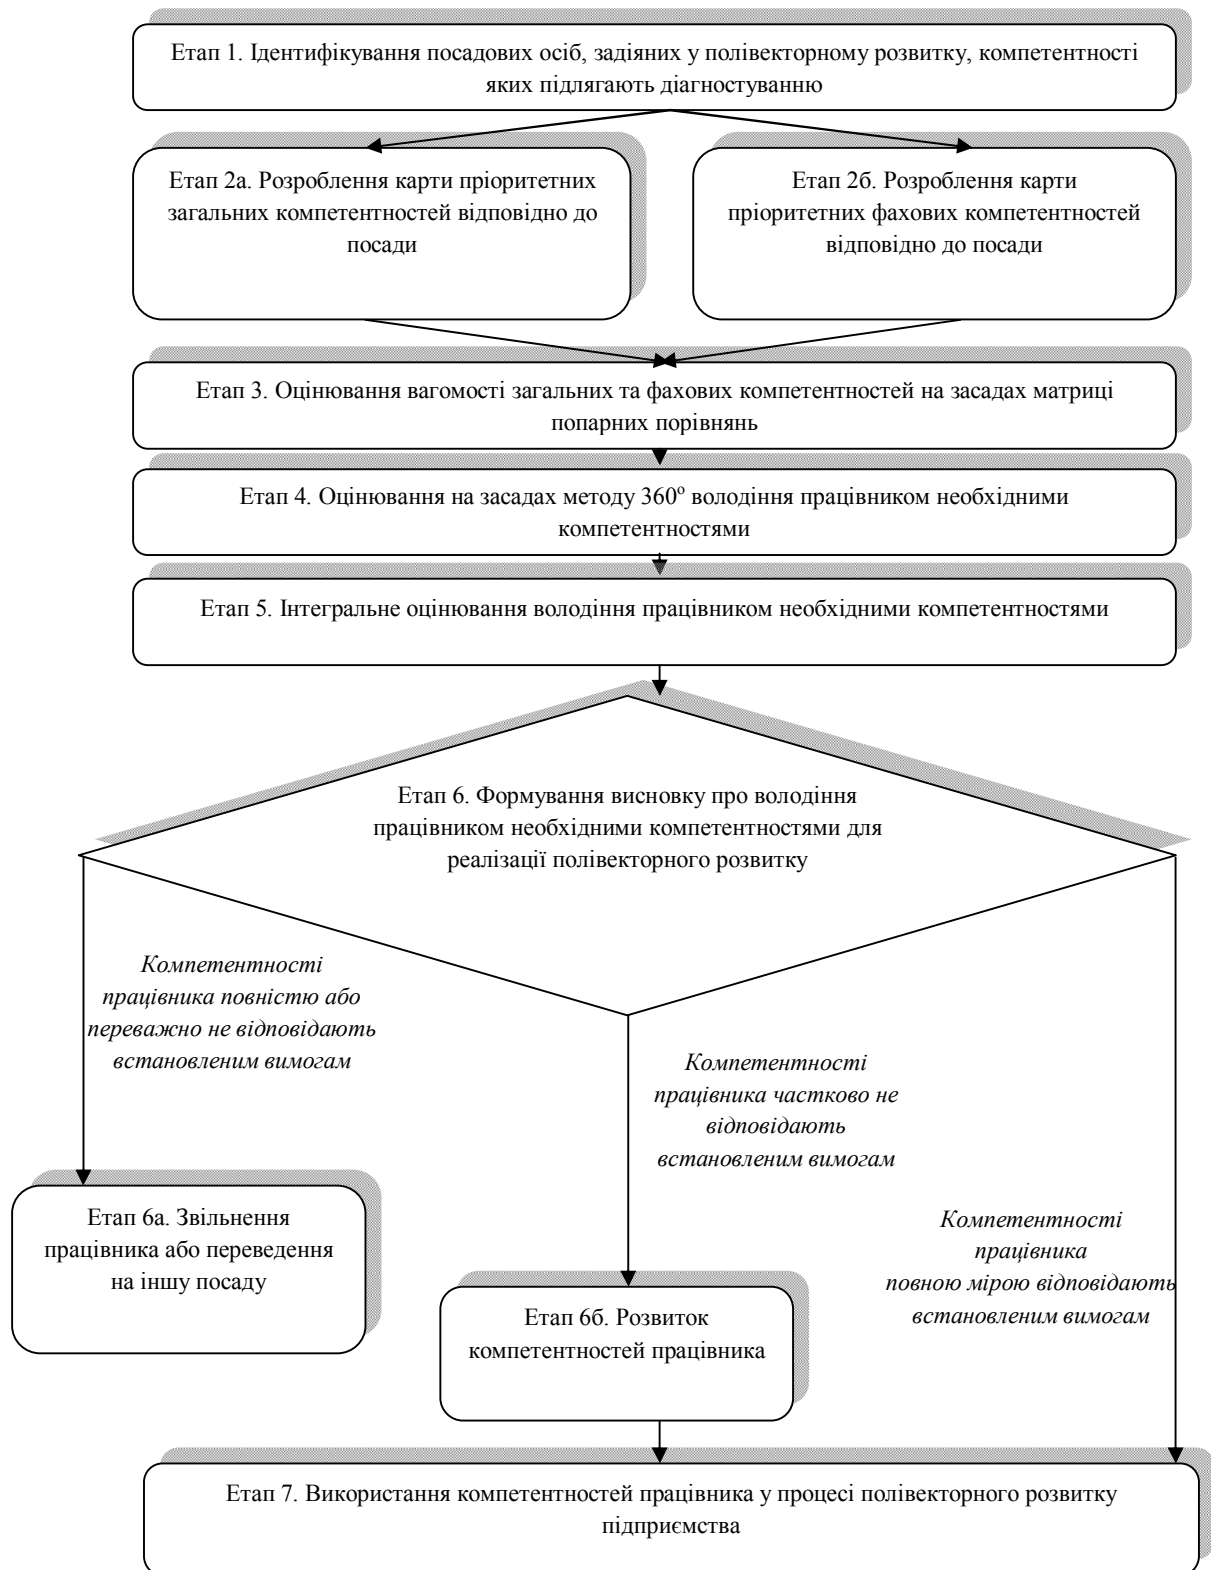 Етап 1. Ідентифікування посадових осіб, задіяних у полівекторному розвитку, компетентності
яких підлягають діагностуванню
Етап 2а. Розроблення карти пріоритетних
загальних компетентностей відповідно до
посади
Етап 2б. Розроблення карти
пріоритетних фахових компетентностей
відповідно до посади
Етап 3. Оцінювання вагомості загальних та фахових компетентностей на засадах матриці
попарних порівнянь
Етап 4. Оцінювання на засадах методу 360º володіння працівником необхідними
компетентностями
Етап 5. Інтегральне оцінювання володіння працівником необхідними компетентностями
Етап 6. Формування висновку про володіння
працівником необхідними компетентностями для
реалізації полівекторного розвитку
Компетентності
працівника повністю або
переважно не відповідають
встановленим вимогам
Компетентності
працівника частково не
відповідають
встановленим вимогам
Компетентності
працівника
повною мірою відповідають
встановленим вимогам
Етап 6а. Звільнення
працівника або переведення
на іншу посаду
Етап 6б. Розвиток
компетентностей працівника
Етап 7. Використання компетентностей працівника у процесі полівекторного розвитку
підприємства